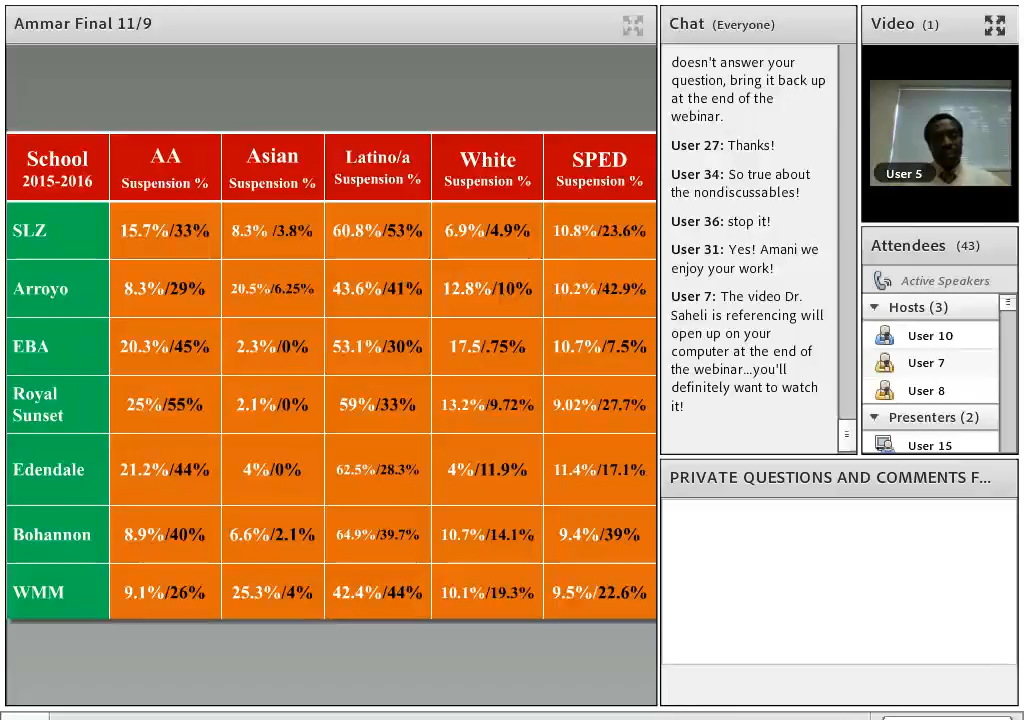 Ammar Final 11/9
School AA Asian Latino/a White SPED
2015-2016 Suspension % Suspension % Suspension % Suspension % Suspension %
SLZ 15.7%/33% 8.3% /3.8% 60.8%/53% 6.9%/4.9% 10.8%/23.6%
Arroyo 8.3%/29% 20.5%/6.25% 43.6%/41% 12.8%/10% 10.2%/42.9%
EBA 20.3%/45% 2.3%/0% 53.1%/30% 17.5/.75% 10.7%/7.5%
Royal
Sunset 25%/55% 2.1%/0% 59%/33% 13.2%/9.72% 9.02%/27.7%
Edendale 21.2%/44% 4%/0% 62.5%/28.3% 4%/11.9% 11.4%/17.1%
Bohannon 8.9%/40% 6.6%/2.1% 64.9%/39.7% 10.7%/14.1% 9.4%/39%
WMM 9.1%/26% 25.3%/4% 42.4%/44% 10.1%/19.3% 9.5%/22.6%
Chat (Everyone)
doesn't answer your
question, bring it back up
at the end of the
webinar.
User 27: Thanks!
User 34: So true about
the nondiscussables!
User 36: stop it!
User 31: Yes! Amani we
enjoy your work!
User 7: The video Dr.
Saheli is referencing will
open up on your
computer at the end of
the webinar...you'll
definitely want to watch
it!
Video (1)
User 5
Attendees (43)
Active Speakers
Hosts (3)
User 10
User 7
User 8
Presenters (2)
User 15
PRIVATE QUESTIONS AND COMMENTS F...